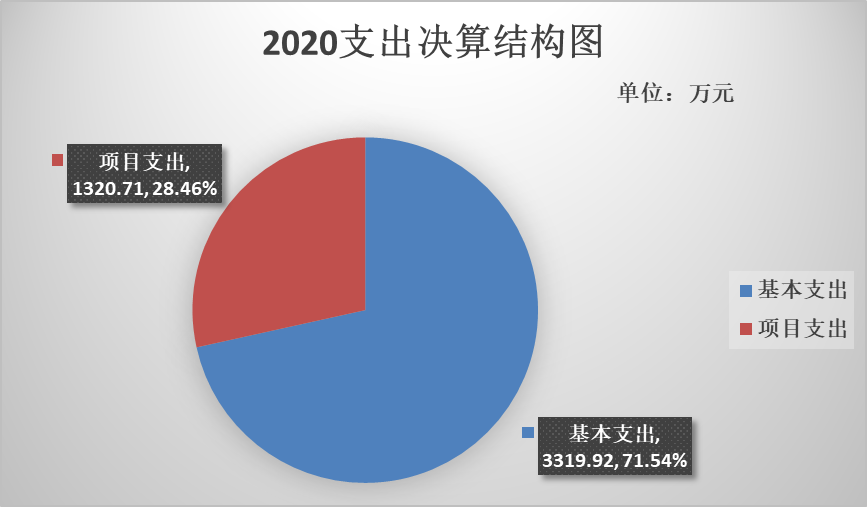 2020支出决算结构图
单位：万元
项目支出,
1320.71, 28.46%
基本支出
项目支出
基本支出,
3319.92, 71.54%